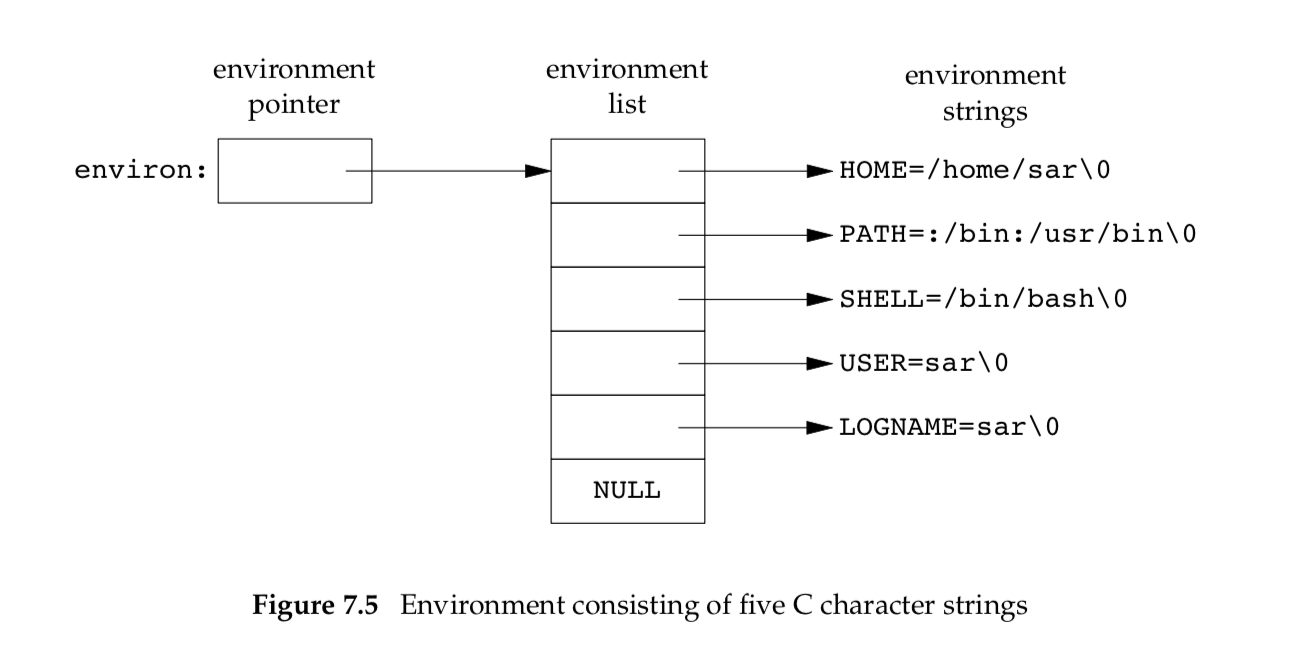 environment
pointer
environment
list
environment
strings
environ:
HOME=/home/sar\0
PATH=:/bin:/usr/bin\0
SHELL=/bin/bash\0
USER=sar\0
LOGNAME=sar\0
NULL
Figure 7.5 Environment consisting of five C character strings